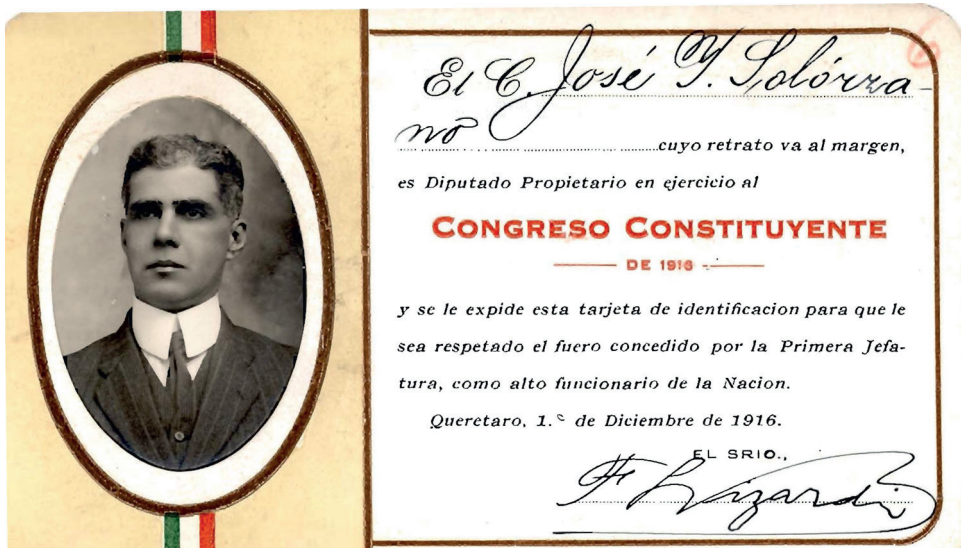 El C. José Y. Solórza-
no cuyo retrato va al margen,
es Diputado Propietario en ejercicio al
CONGRESO CONSTITUYENTE
DE 1916
y se le expide esta tarjeta de identificacion para que le
sea respetado el fuero concedido por la Primera Jefa-
tura, como alto funcionario de la Nacion.
Queretaro, 1.º de Diciembre de 1916.
EL SRIO.,
F Lizardi